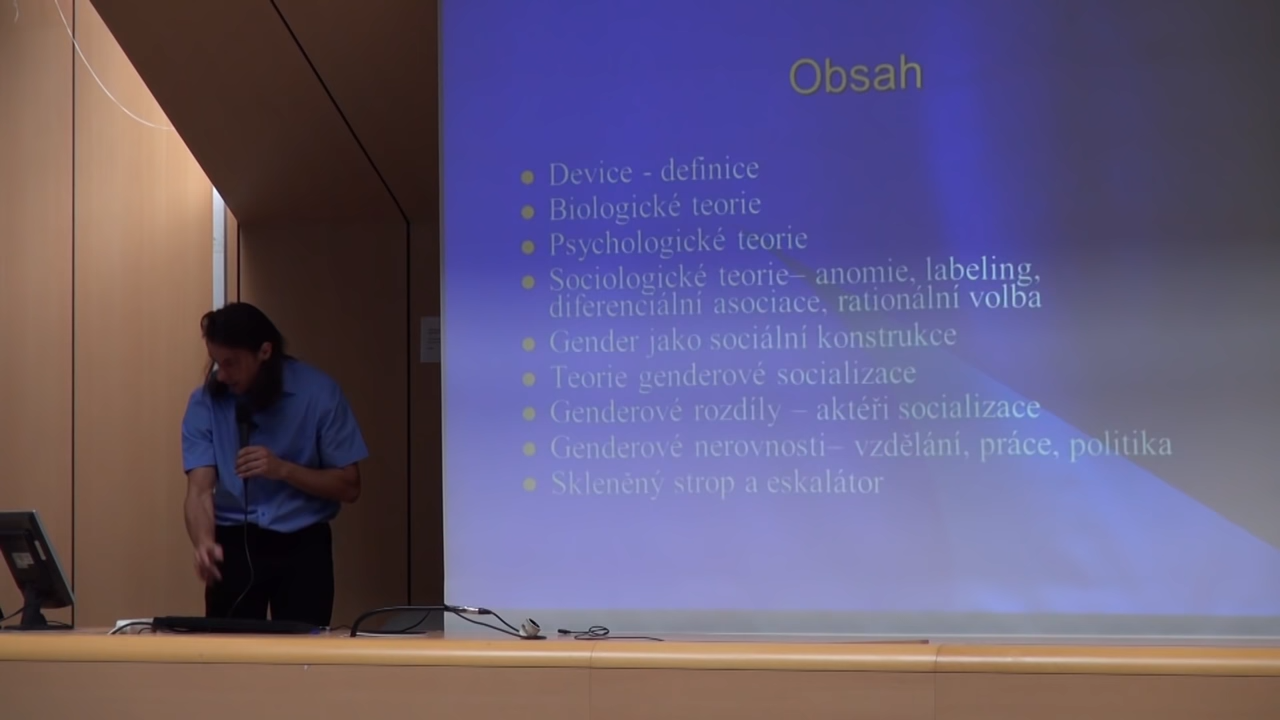 Obsah
Device - definice
Biologické teorie
Psychologické teorie
Sociologické teorie– anomie, labeling,
diferenciální asociace, rationální volba
Gender jako sociální konstrukce
Teorie genderové socializace
Genderové rozdíly – aktéři socializace
Genderové nerovnosti– vzdělání, práce, politika
Skleněný strop a eskalátor